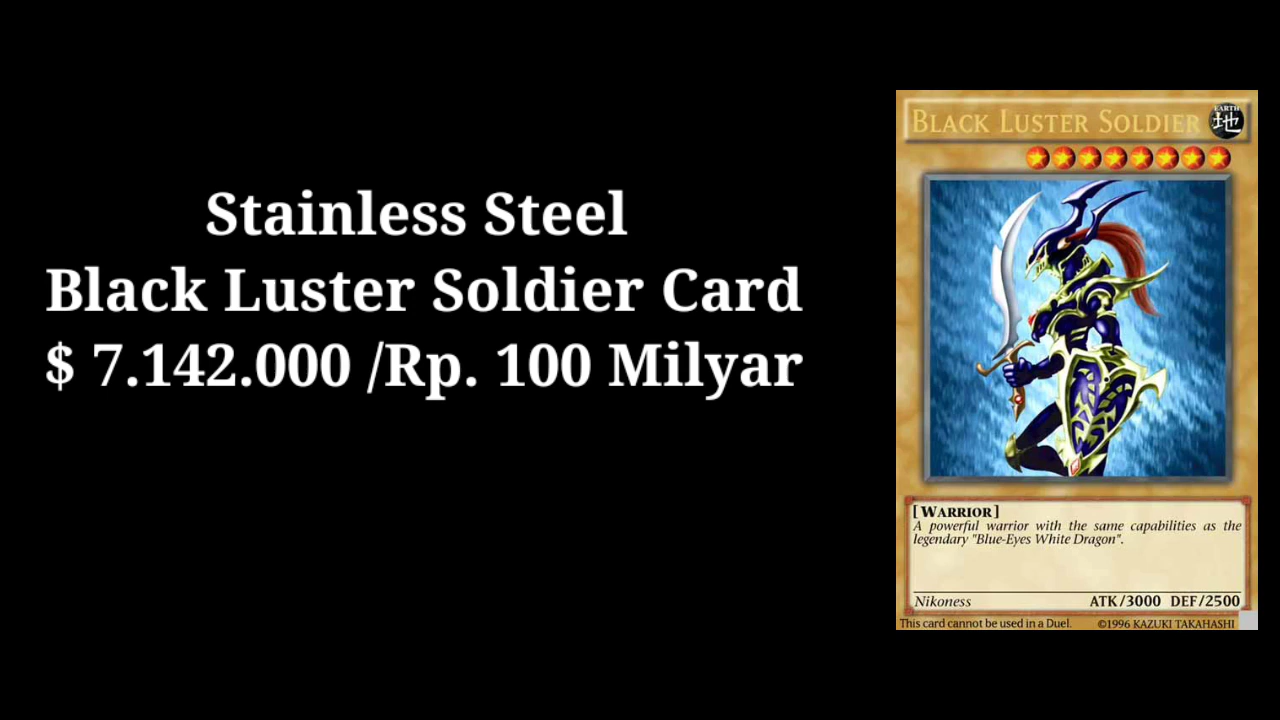 Stainless Steel
Black Luster Soldier Card
$ 7.142.000 /Rp. 100 Milyar
BLACK LUSTER SOLDIER
EARTH
地
[WARRIOR]
A powerful warrior with the same capabilities as the
legendary "Blue-Eyes White Dragon".
Nikoness ATK/3000 DEF/2500
This card cannot be used in a Duel. ©1996 KAZUKI TAKAHASHI